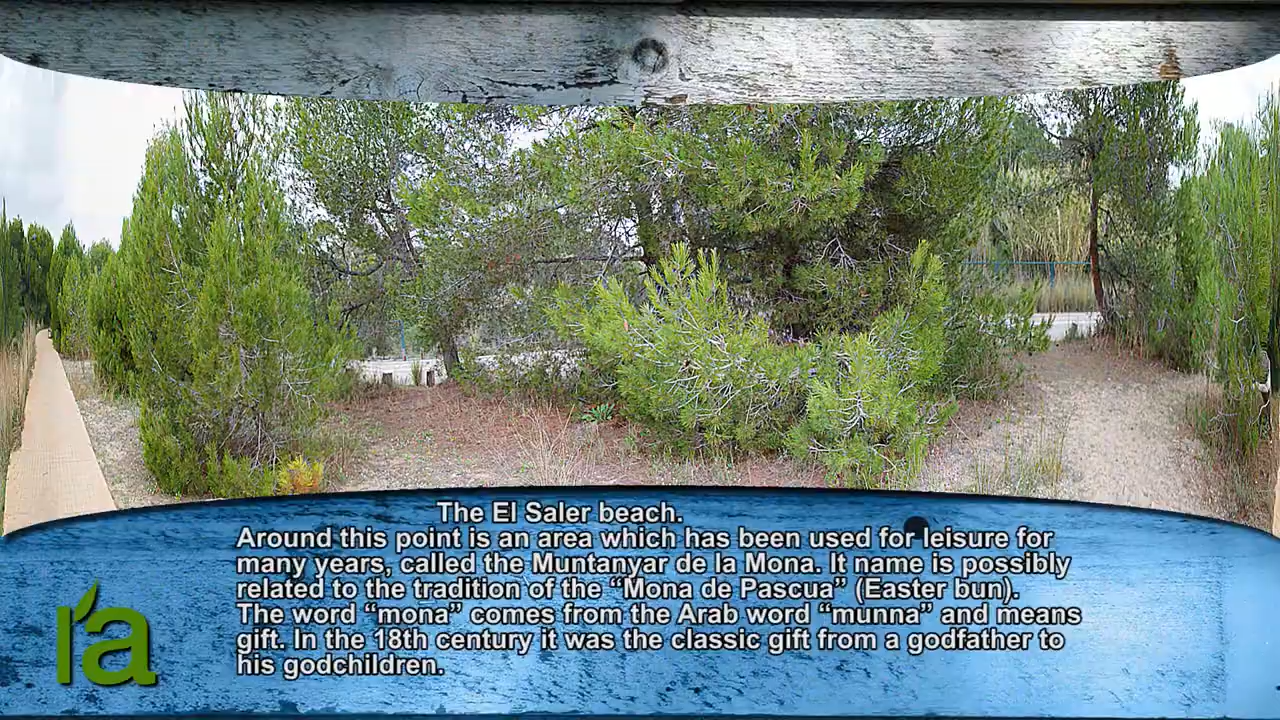 The El Saler beach.
Around this point is an area which has been used for leisure for
many years, called the Muntanyar de la Mona. It name is possibly
related to the tradition of the “Mona de Pascua” (Easter bun).
The word “mona” comes from the Arab word “munna” and means
gift. In the 18th century it was the classic gift from a godfather to
his godchildren.
ra